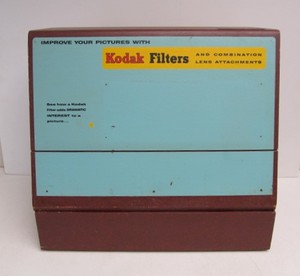 IMPROVE YOUR PICTURES WITH
Kodak Filters
AND COMBINATION
LENS ATTACHMENTS
See how a Kodak
Filter adds DRAMATIC
INTEREST to a
picture...